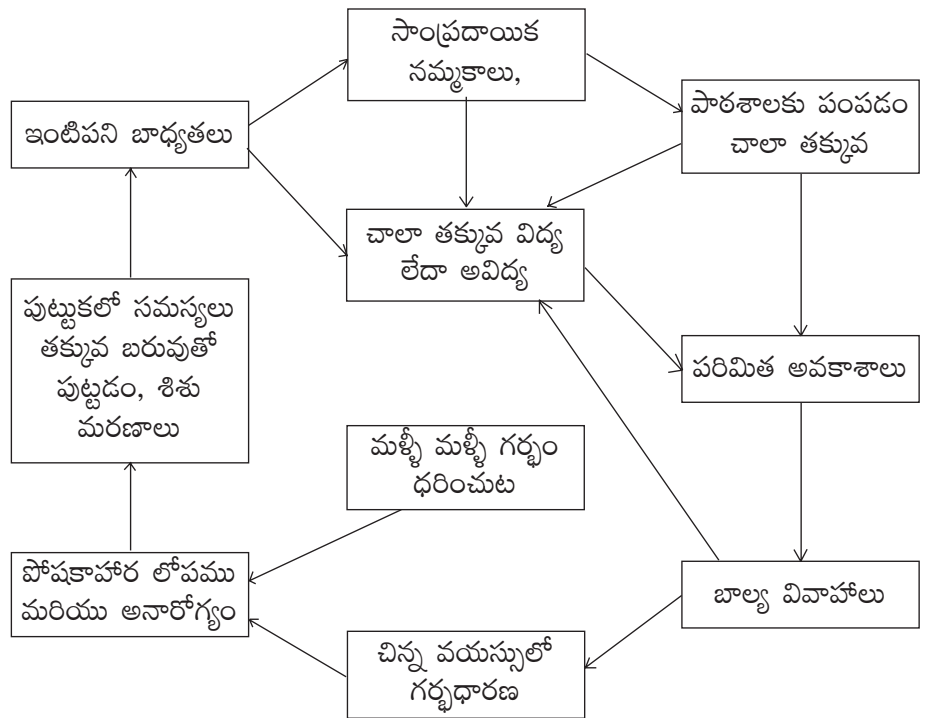 సాంప్రదాయిక
నమ్మకాలు,
ఇంటిపని బాధ్యతలు
పాఠశాలకు పంపడం
చాలా తక్కువ
చాలా తక్కువ విద్య
లేదా అవిద్య
పుట్టుకలో సమస్యలు
తక్కువ బరువుతో
పుట్టడం, శిశు
మరణాలు
పరిమిత అవకాశాలు
మళ్ళీ మళ్ళీ గర్భం
ధరించుట
పోషకాహార లోపము
మరియు అనారోగ్యం
బాల్య వివాహాలు
చిన్న వయస్సులో
గర్భధారణ